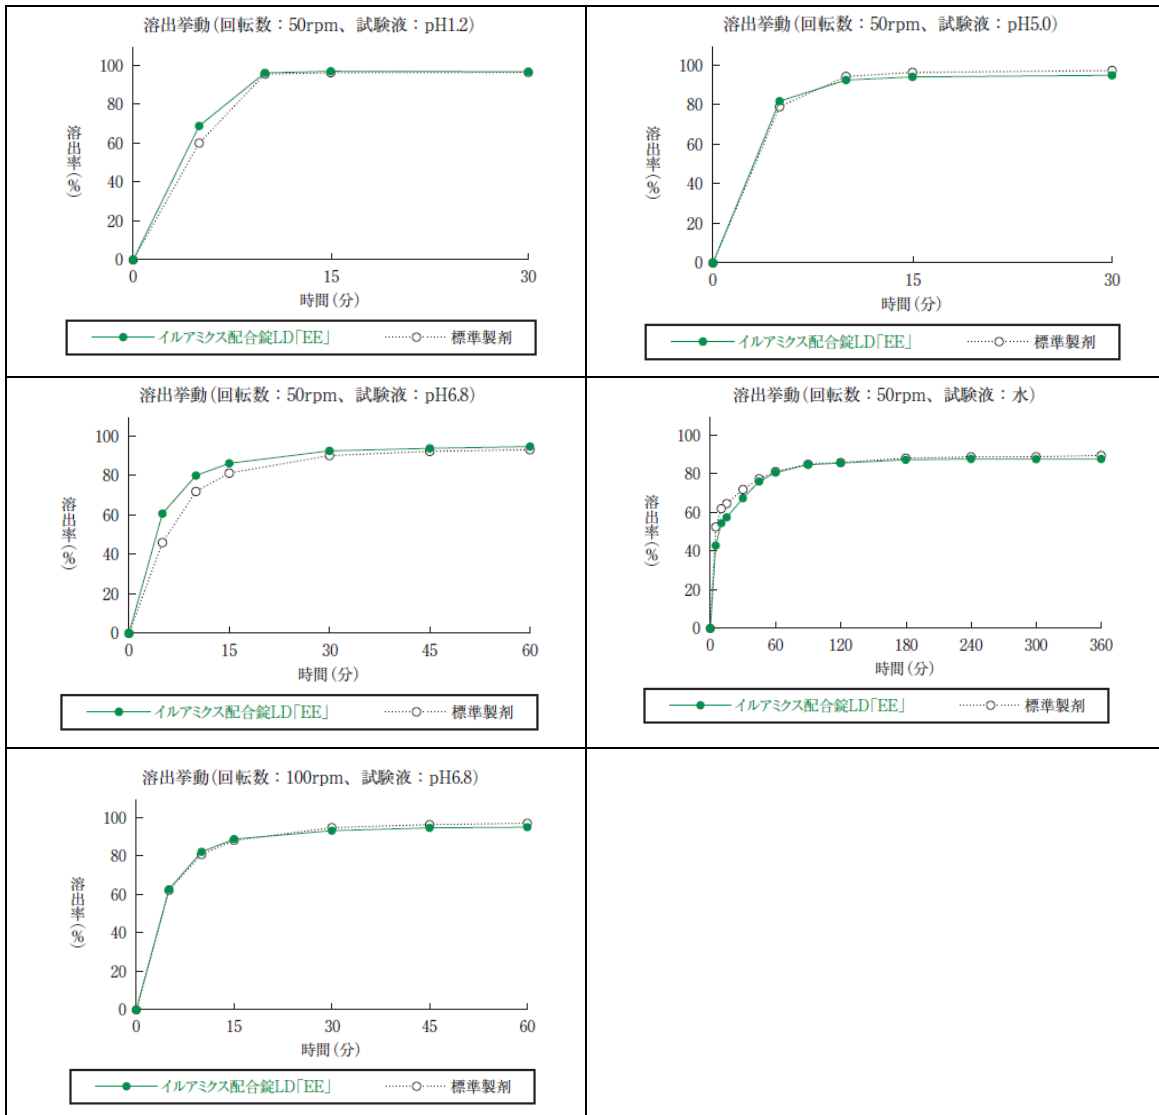 溶出挙動(回転数：50rpm、試験液：pH1.2)
100
80
60
40
20
0
溶出率(%)
0 15 30
時間(分)
イルアミクス配合錠LD「EE」 標準製剤
溶出挙動(回転数：50rpm、試験液：pH5.0)
100
80
60
40
20
0
溶出率(%)
0 15 30
時間(分)
イルアミクス配合錠LD「EE」 標準製剤
溶出挙動(回転数：50rpm、試験液：pH6.8)
100
80
60
40
20
0
溶出率(%)
0 15 30 45 60
時間(分)
イルアミクス配合錠LD「EE」 標準製剤
溶出挙動(回転数：50rpm、試験液：水)
100
80
60
40
20
0
溶出率(%)
0 60 120 180 240 300 360
時間(分)
イルアミクス配合錠LD「EE」 標準製剤
溶出挙動(回転数：100rpm、試験液：pH6.8)
100
80
60
40
20
0
溶出率(%)
0 15 30 45 60
時間(分)
イルアミクス配合錠LD「EE」 標準製剤